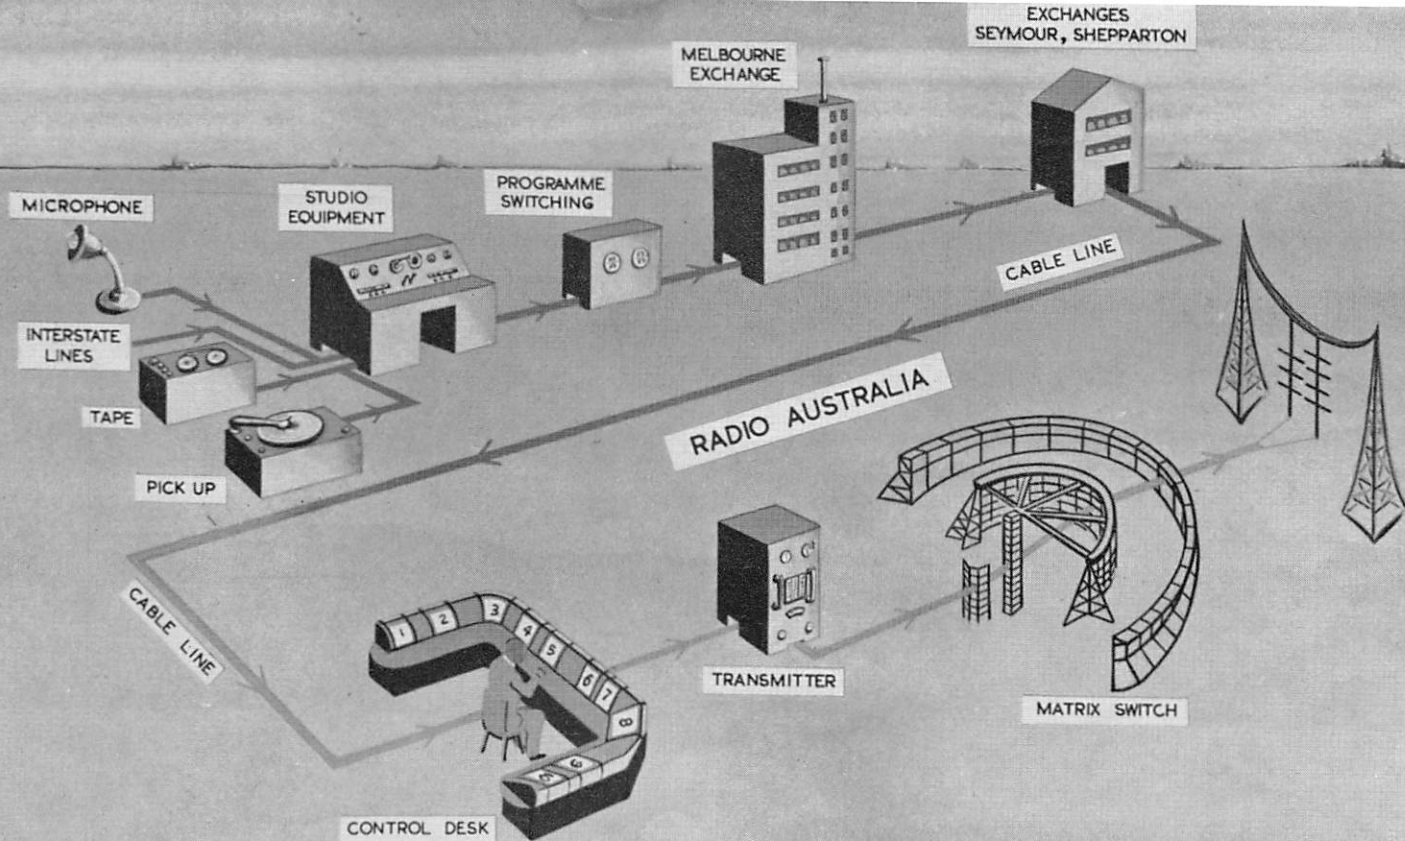 EXCHANGES
SEYMOUR, SHEPPARTON
MELBOURNE
EXCHANGE
PROGRAMME
SWITCHING
STUDIO
EQUIPMENT
MICROPHONE
CABLE LINE
INTERSTATE
LINES
TAPE
RADIO AUSTRALIA
PICK UP
CABLE LINE
1
2
3
4
5
6
7
8
TRANSMITTER
MATRIX SWITCH
CONTROL DESK